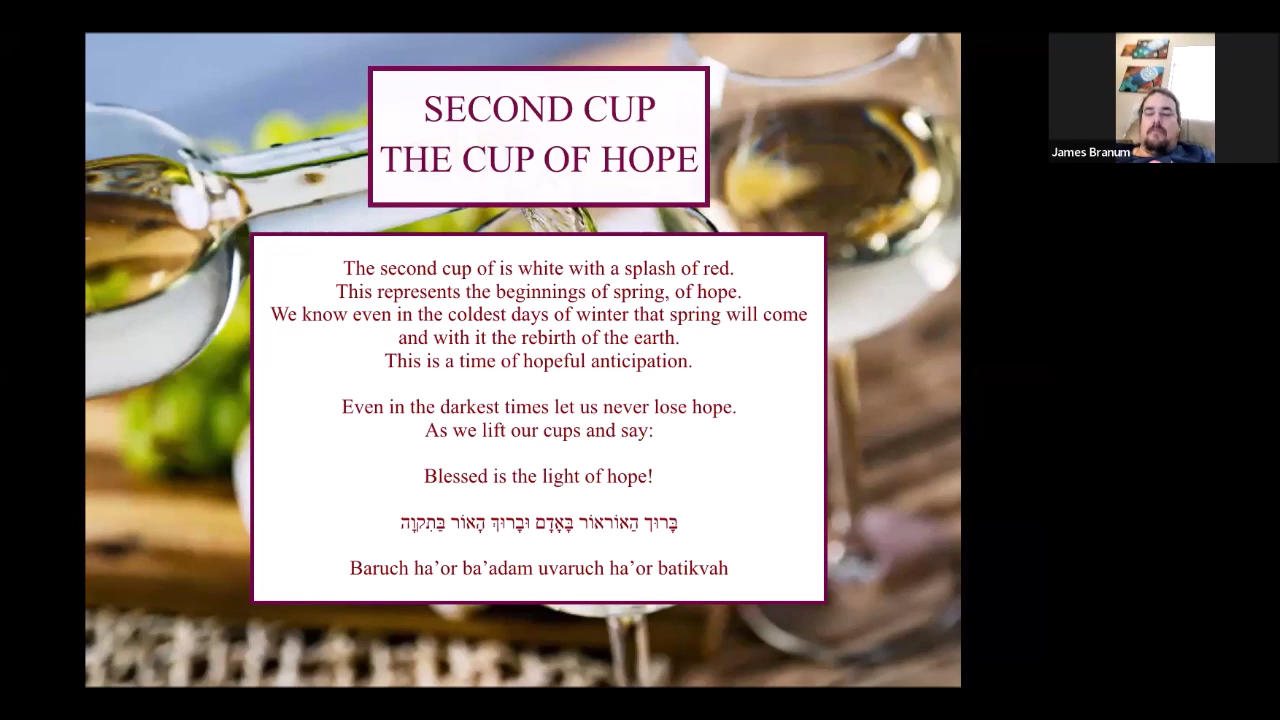 SECOND CUP
THE CUP OF HOPE
The second cup of is white with a splash of red.
This represents the beginnings of spring, of hope.
We know even in the coldest days of winter that spring will come
and with it the rebirth of the earth.
This is a time of hopeful anticipation.
Even in the darkest times let us never lose hope.
As we lift our cups and say:
Blessed is the light of hope!
בָּרוּך הַאוֹראוֹר בָּאָדָם וּבָרוּךְ הָאוֹר בַּתִקוָה
Baruch ha’or ba’adam uvaruch ha’or batikvah
James Branum